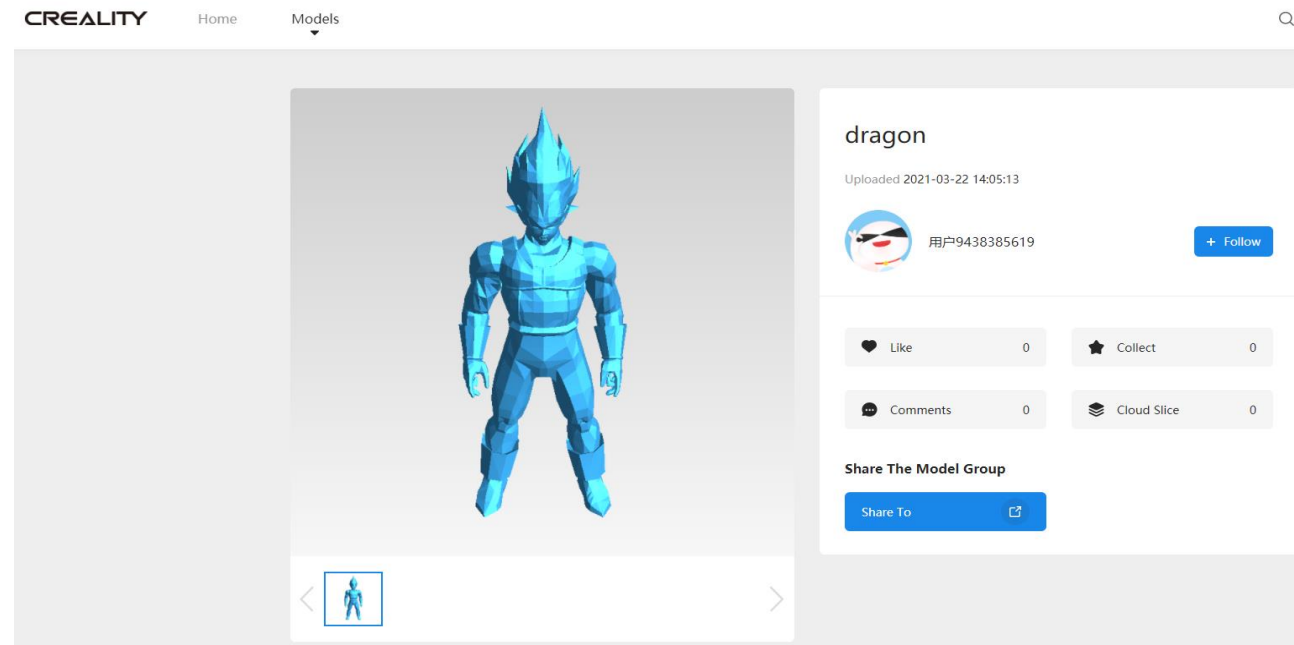 CREALITY Home Models
dragon
Uploaded 2021-03-22 14:05:13
用户9438385619
+ Follow
Like 0
Collect 0
Comments 0
Cloud Slice 0
Share The Model Group
Share To